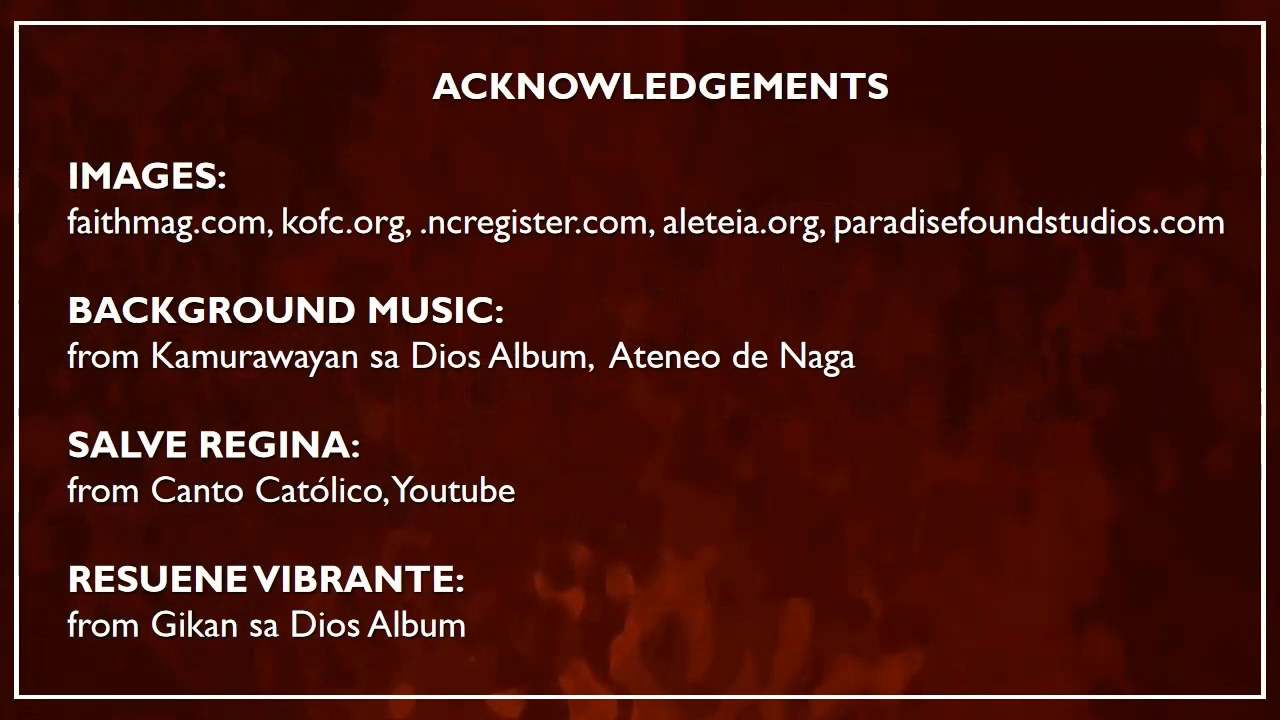 ACKNOWLEDGEMENTS
IMAGES:
faithmag.com, kofc.org, .ncregister.com, aleteia.org, paradisefoundstudios.com
BACKGROUND MUSIC:
from Kamurawayan sa Dios Album, Ateneo de Naga
SALVE REGINA:
from Canto Católico, Youtube
RESUENE VIBRANTE:
from Gikan sa Dios Album